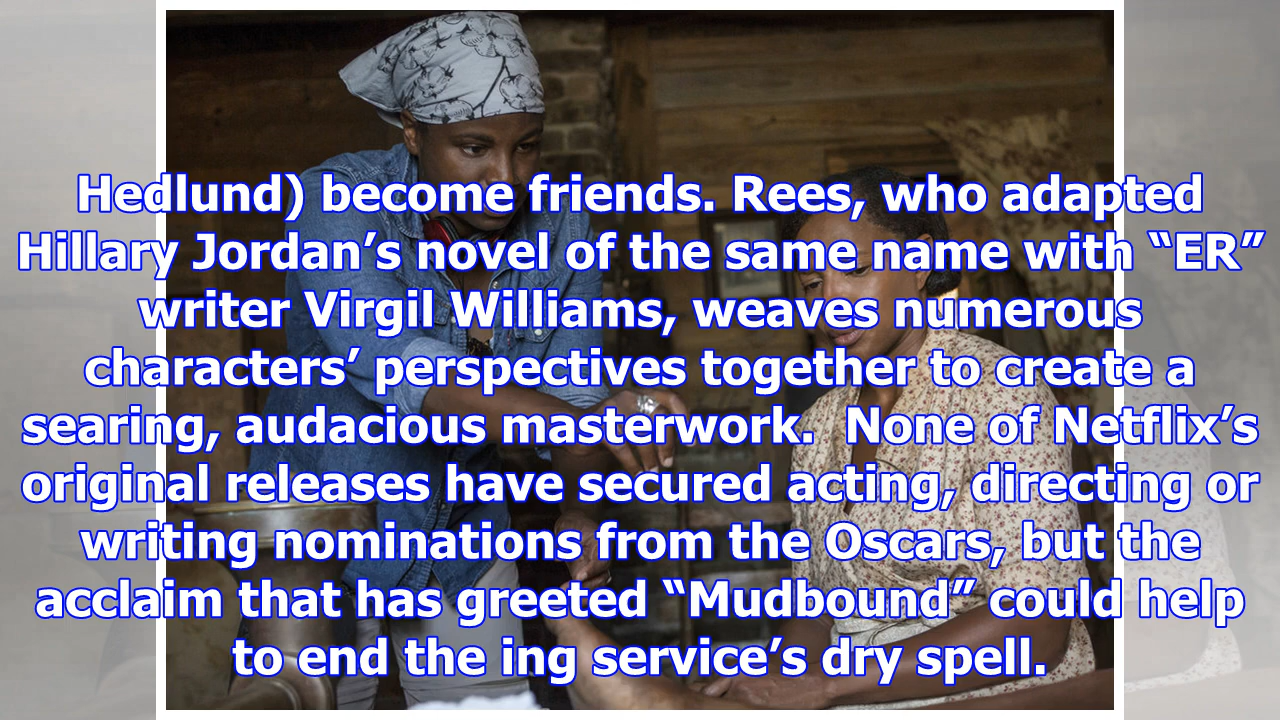 Hedlund) become friends. Rees, who adapted
Hillary Jordan’s novel of the same name with “ER”
writer Virgil Williams, weaves numerous
characters’ perspectives together to create a
searing, audacious masterwork.  None of Netflix’s
original releases have secured acting, directing or
writing nominations from the Oscars, but the
acclaim that has greeted “Mudbound” could help
to end the ing service’s dry spell.